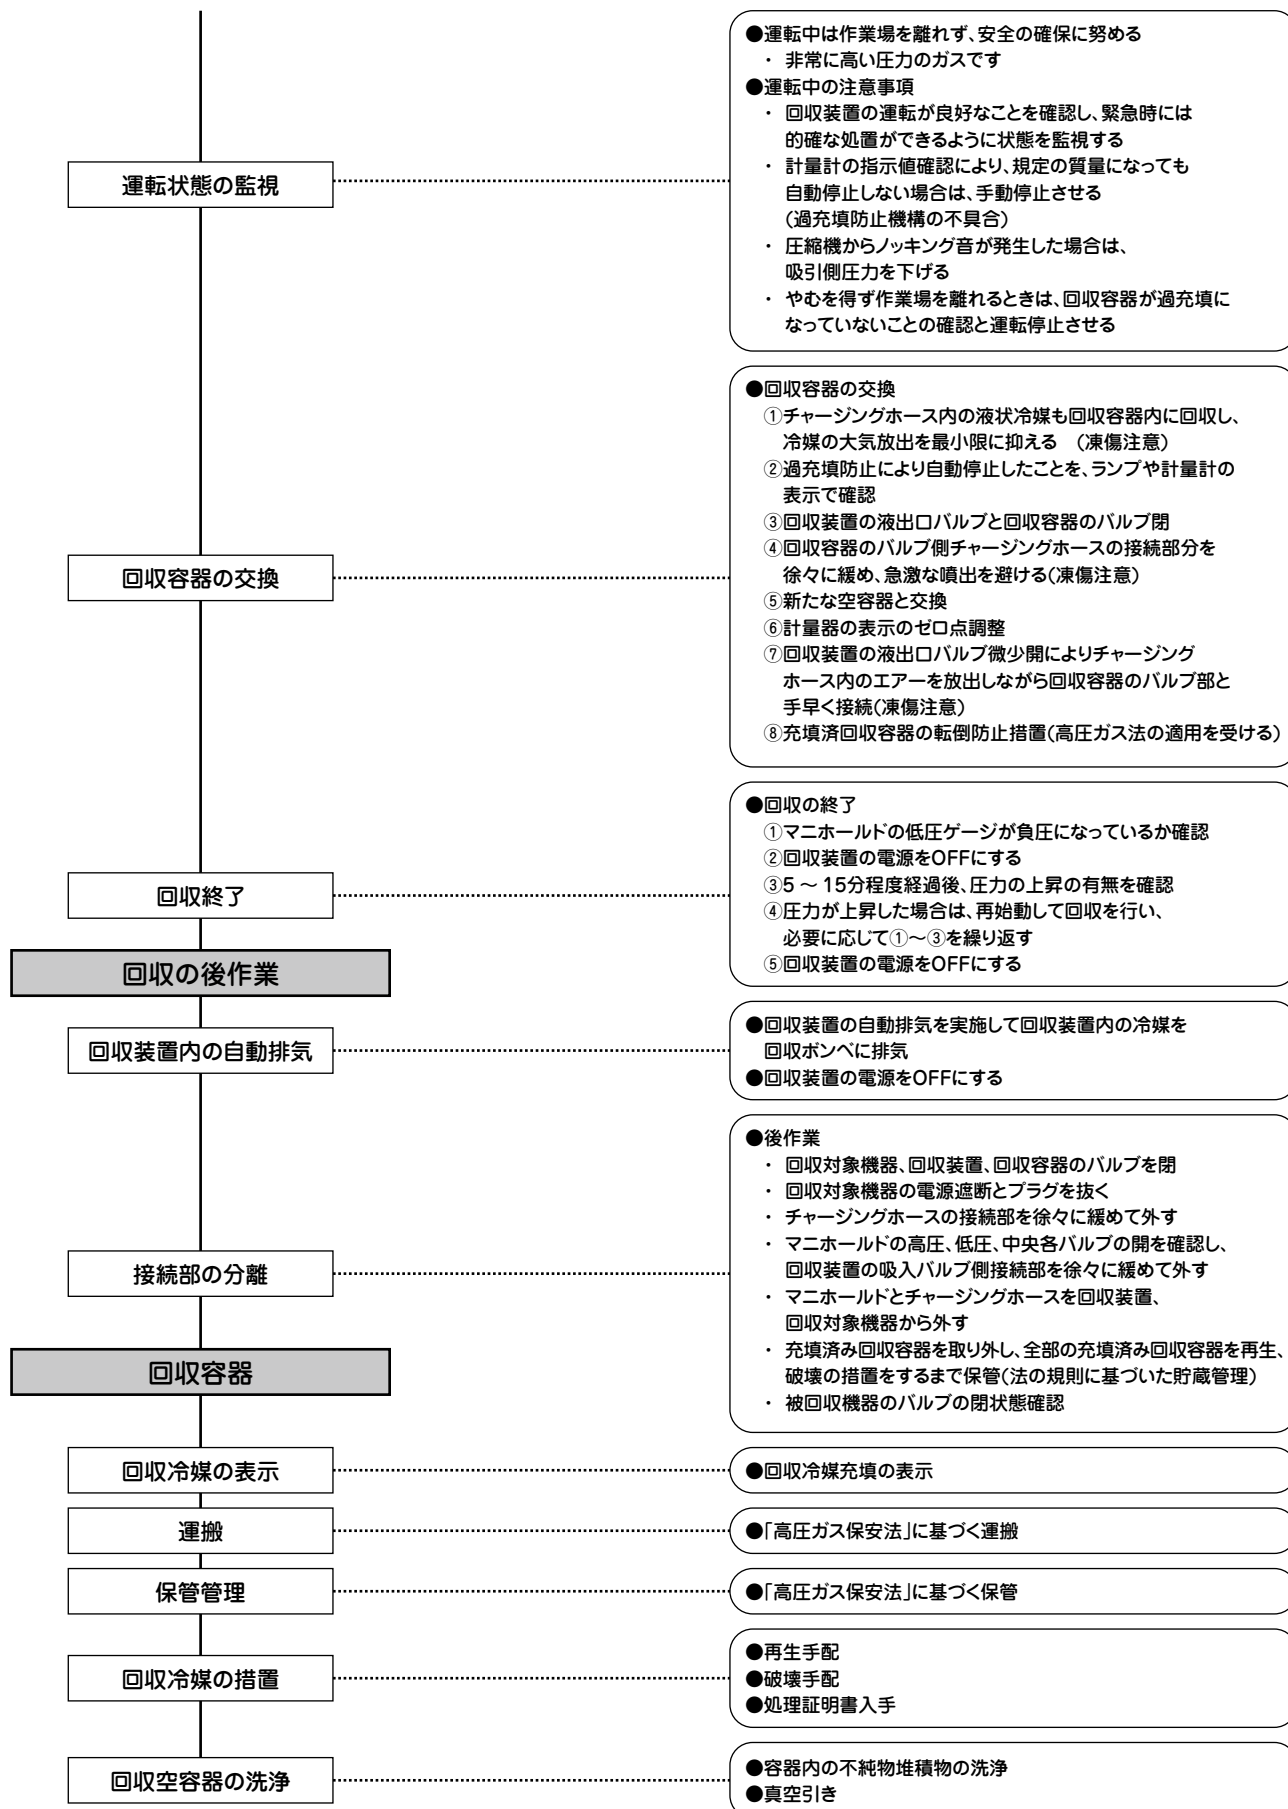 運転状態の監視
●運転中は作業場を離れず、安全の確保に努める
・ 非常に高い圧力のガスです
●運転中の注意事項
・ 回収装置の運転が良好なことを確認し、緊急時には
的確な処置ができるように状態を監視する
・ 計量計の指示値確認により、規定の質量になっても
自動停止しない場合は、手動停止させる
(過充填防止機構の不具合)
・ 圧縮機からノッキング音が発生した場合は、
吸引側圧力を下げる
・ やむを得ず作業場を離れるときは、回収容器が過充填に
なっていないことの確認と運転停止させる
回収容器の交換
●回収容器の交換
①チャージングホース内の液状冷媒も回収容器内に回収し、
冷媒の大気放出を最小限に抑える (凍傷注意)
②過充填防止により自動停止したことを、ランプや計量計の
表示で確認
③回収装置の液出口バルブと回収容器のバルブ閉
④回収容器のバルブ側チャージングホースの接続部分を
徐々に緩め、急激な噴出を避ける(凍傷注意)
⑤新たな空容器と交換
⑥計量器の表示のゼロ点調整
⑦回収装置の液出口バルブ微少開によりチャージング
ホース内のエアーを放出しながら回収容器のバルブ部と
手早く接続(凍傷注意)
⑧充填済回収容器の転倒防止措置(高圧ガス法の適用を受ける)
回収終了
●回収の終了
①マニホールドの低圧ゲージが負圧になっているか確認
②回収装置の電源をOFFにする
③5 ～ 15分程度経過後、圧力の上昇の有無を確認
④圧力が上昇した場合は、再始動して回収を行い、
必要に応じて①～③を繰り返す
⑤回収装置の電源をOFFにする
回収の後作業
回収装置内の自動排気
●回収装置の自動排気を実施して回収装置内の冷媒を
回収ボンベに排気
●回収装置の電源をOFFにする
接続部の分離
●後作業
・ 回収対象機器、回収装置、回収容器のバルブを閉
・ 回収対象機器の電源遮断とプラグを抜く
・ チャージングホースの接続部を徐々に緩めて外す
・ マニホールドの高圧、低圧、中央各バルブの開を確認し、
回収装置の吸入バルブ側接続部を徐々に緩めて外す
・ マニホールドとチャージングホースを回収装置、
回収対象機器から外す
・ 充填済み回収容器を取り外し、全部の充填済み回収容器を再生、
破壊の措置をするまで保管(法の規則に基づいた貯蔵管理)
・ 被回収機器のバルブの閉状態確認
回収容器
回収冷媒の表示
●回収冷媒充填の表示
運搬
●「高圧ガス保安法」に基づく運搬
保管管理
●「高圧ガス保安法」に基づく保管
回収冷媒の措置
●再生手配
●破壊手配
●処理証明書入手
回収空容器の洗浄
●容器内の不純物堆積物の洗浄
●真空引き